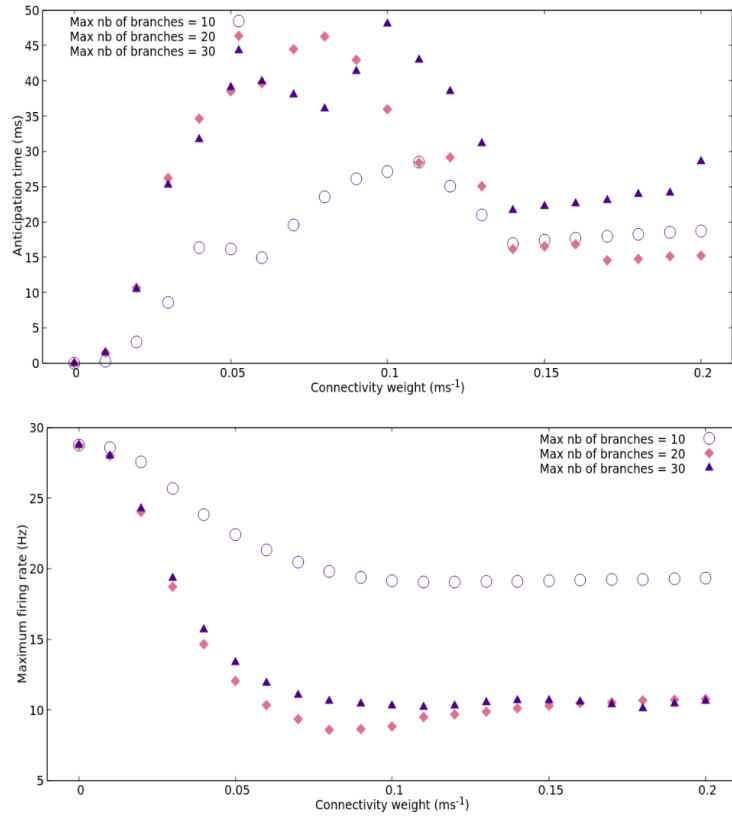 50
45
40
35
30
25
20
15
10
5
0
Anticipation time (ms)
Max nb of branches = 10
Max nb of branches = 20
Max nb of branches = 30
0 0.05 0.1 0.15 0.2
Connectivity weight (ms-1)
30
25
20
15
10
5
Maximum firing rate (Hz)
Max nb of branches = 10
Max nb of branches = 20
Max nb of branches = 30
0 0.05 0.1 0.15 0.2
Connectivity weight (ms-1)